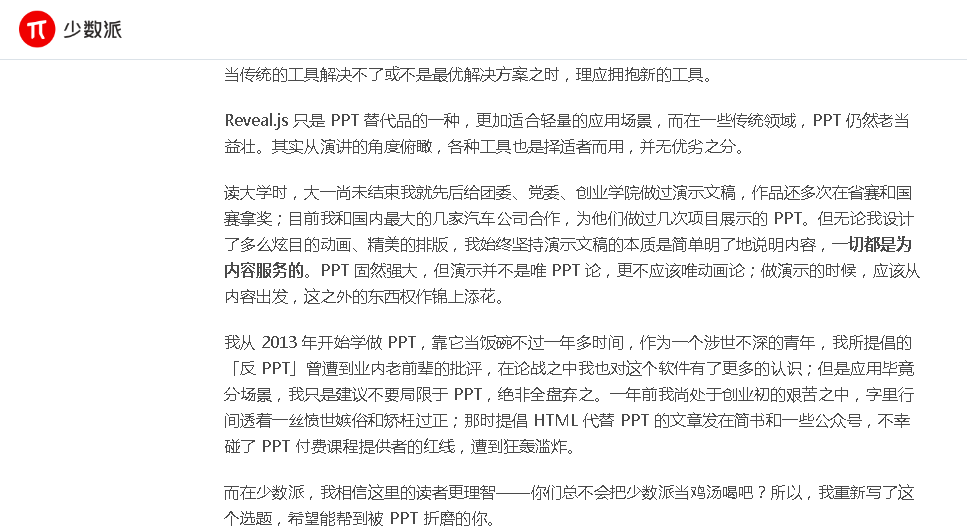 少数派
当传统的工具解决不了或不是最优解决方案之时，理应拥抱新的工具。
Reveal.js 只是 PPT 替代品的一种，更加适合轻量的应用场景，而在一些传统领域，PPT 仍然老当
益壮。其实从演讲的角度俯瞰，各种工具也是择适者而用，并无优劣之分。
读大学时，大一尚未结束我就先后给团委、党委、创业学院做过演示文稿，作品还多次在省赛和国
赛拿奖；目前我和国内最大的几家汽车公司合作，为他们做过几次项目展示的 PPT。但无论我设计
了多么炫目的动画、精美的排版，我始终坚持演示文稿的本质是简单明了地说明内容，一切都是为
内容服务的。PPT 固然强大，但演示并不是唯 PPT 论，更不应该唯动画论；做演示的时候，应该从
内容出发，这之外的东西权作锦上添花。
我从 2013 年开始学做 PPT，靠它当饭碗不过一年多时间，作为一个涉世不深的青年，我所提倡的
「反 PPT」曾遭到业内老前辈的批评，在论战之中我也对这个软件有了更多的认识；但是应用毕竟
分场景，我只是建议不要局限于 PPT，绝非全盘弃之。一年前我尚处于创业初的艰苦之中，字里行
间透着一丝愤世嫉俗和矫枉过正；那时提倡 HTML 代替 PPT 的文章发在简书和一些公众号，不幸
碰了 PPT 付费课程提供者的红线，遭到狂轰滥炸。
而在少数派，我相信这里的读者更理智——你们总不会把少数派当鸡汤喝吧？所以，我重新写了这
个选题，希望能帮到被 PPT 折磨的你。